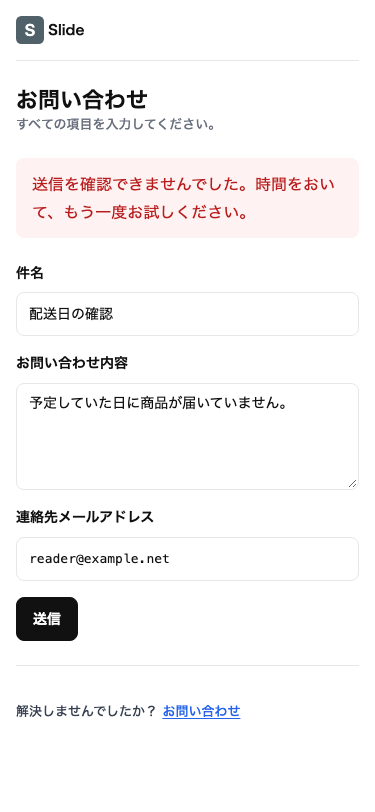 S Slide
お問い合わせ
すべての項目を入力してください。
送信を確認できませんでした。時間をおい
て、もう一度お試しください。
件名
配送日の確認
お問い合わせ内容
予定していた日に商品が届いていません。
連絡先メールアドレス
reader@example.net
送信
解決しませんでしたか？ お問い合わせ